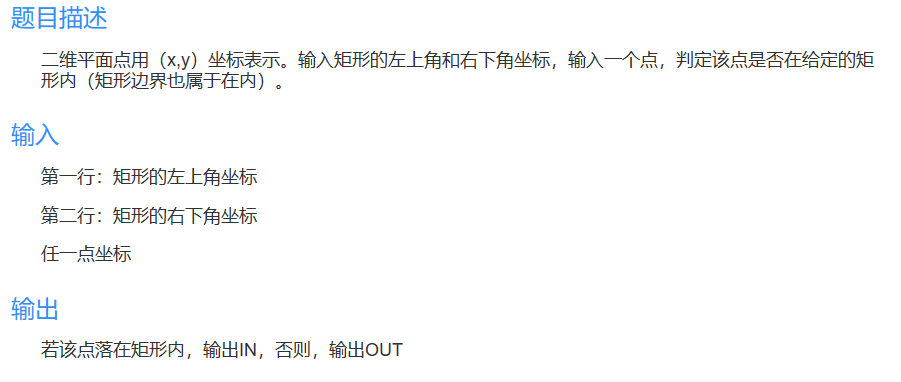 题目描述
二维平面点用（x,y）坐标表示。输入矩形的左上角和右下角坐标，输入一个点，判定该点是否在给定的矩
形内（矩形边界也属于在内）。
输入
第一行：矩形的左上角坐标
第二行：矩形的右下角坐标
任一点坐标
输出
若该点落在矩形内，输出IN，否则，输出OUT